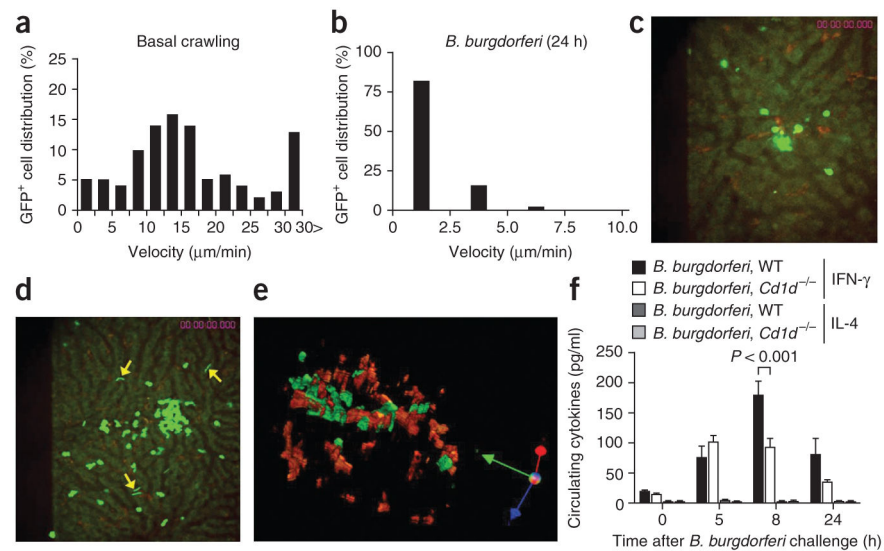 a
Basal crawling
GFP+ cell distribution (%)
25
20
15
10
5
0
0 5 10 15 20 25 30 30>
Velocity (μm/min)
b
B. burgdorferi (24 h)
GFP+ cell distribution (%)
100
75
50
25
0
0 2.5 5.0 7.5 10.0
Velocity (μm/min)
c
00:00:00.000
d
00:00:00.000
e
f
B. burgdorferi, WT
B. burgdorferi, Cd1d−/−
IFN-γ
B. burgdorferi, WT
B. burgdorferi, Cd1d−/−
IL-4
Circulating cytokines (pg/ml)
250
200
150
100
50
0
P < 0.001
0 5 8 24
Time after B. burgdorferi challenge (h)